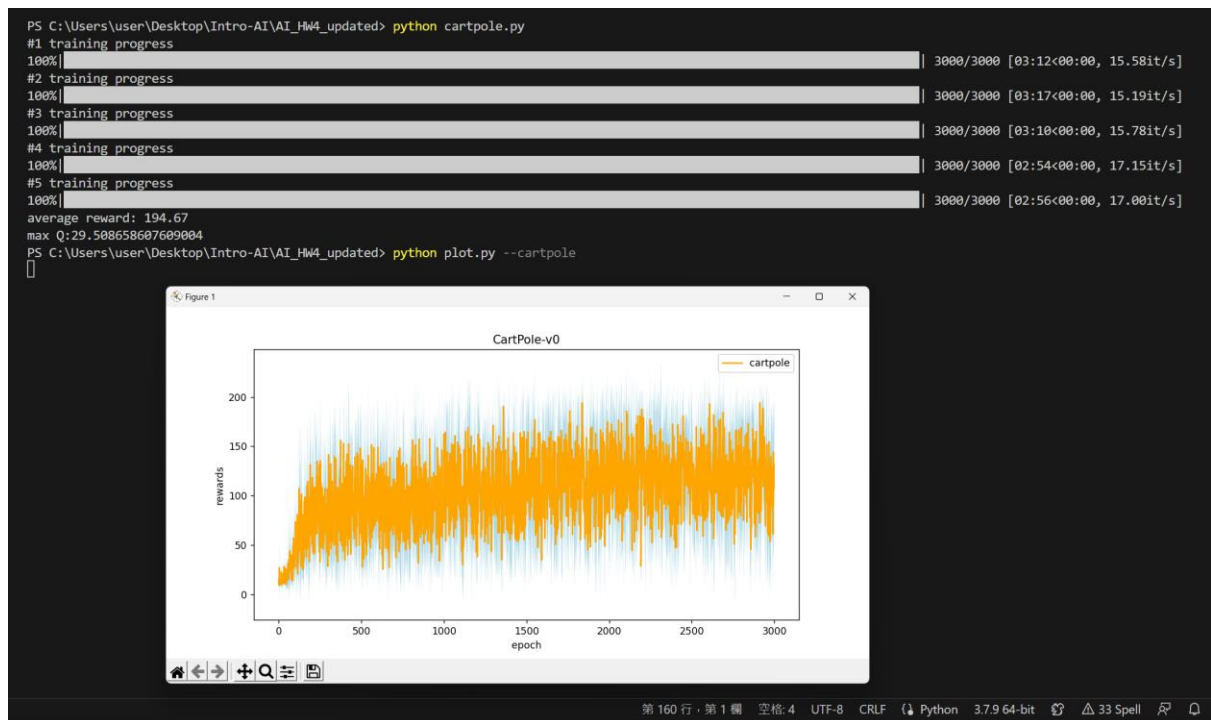 PS C:\Users\user\Desktop\Intro-AI\AI_HW4_updated> python cartpole.py
#1 training progress
100%| | 3000/3000 [03:12<00:00, 15.58it/s]
#2 training progress
100%| | 3000/3000 [03:17<00:00, 15.19it/s]
#3 training progress
100%| | 3000/3000 [03:10<00:00, 15.78it/s]
#4 training progress
100%| | 3000/3000 [02:54<00:00, 17.15it/s]
#5 training progress
100%| | 3000/3000 [02:56<00:00, 17.00it/s]
average reward: 194.67
max Q:29.508658607609004
PS C:\Users\user\Desktop\Intro-AI\AI_HW4_updated> python plot.py --cartpole
Figure 1
CartPole-v0
cartpole
200
150
100
50
0
rewards
0 500 1000 1500 2000 2500 3000
epoch
第 160 行，第 1 欄 空格: 4 UTF-8 CRLF Python 3.7.9 64-bit 33 Spell